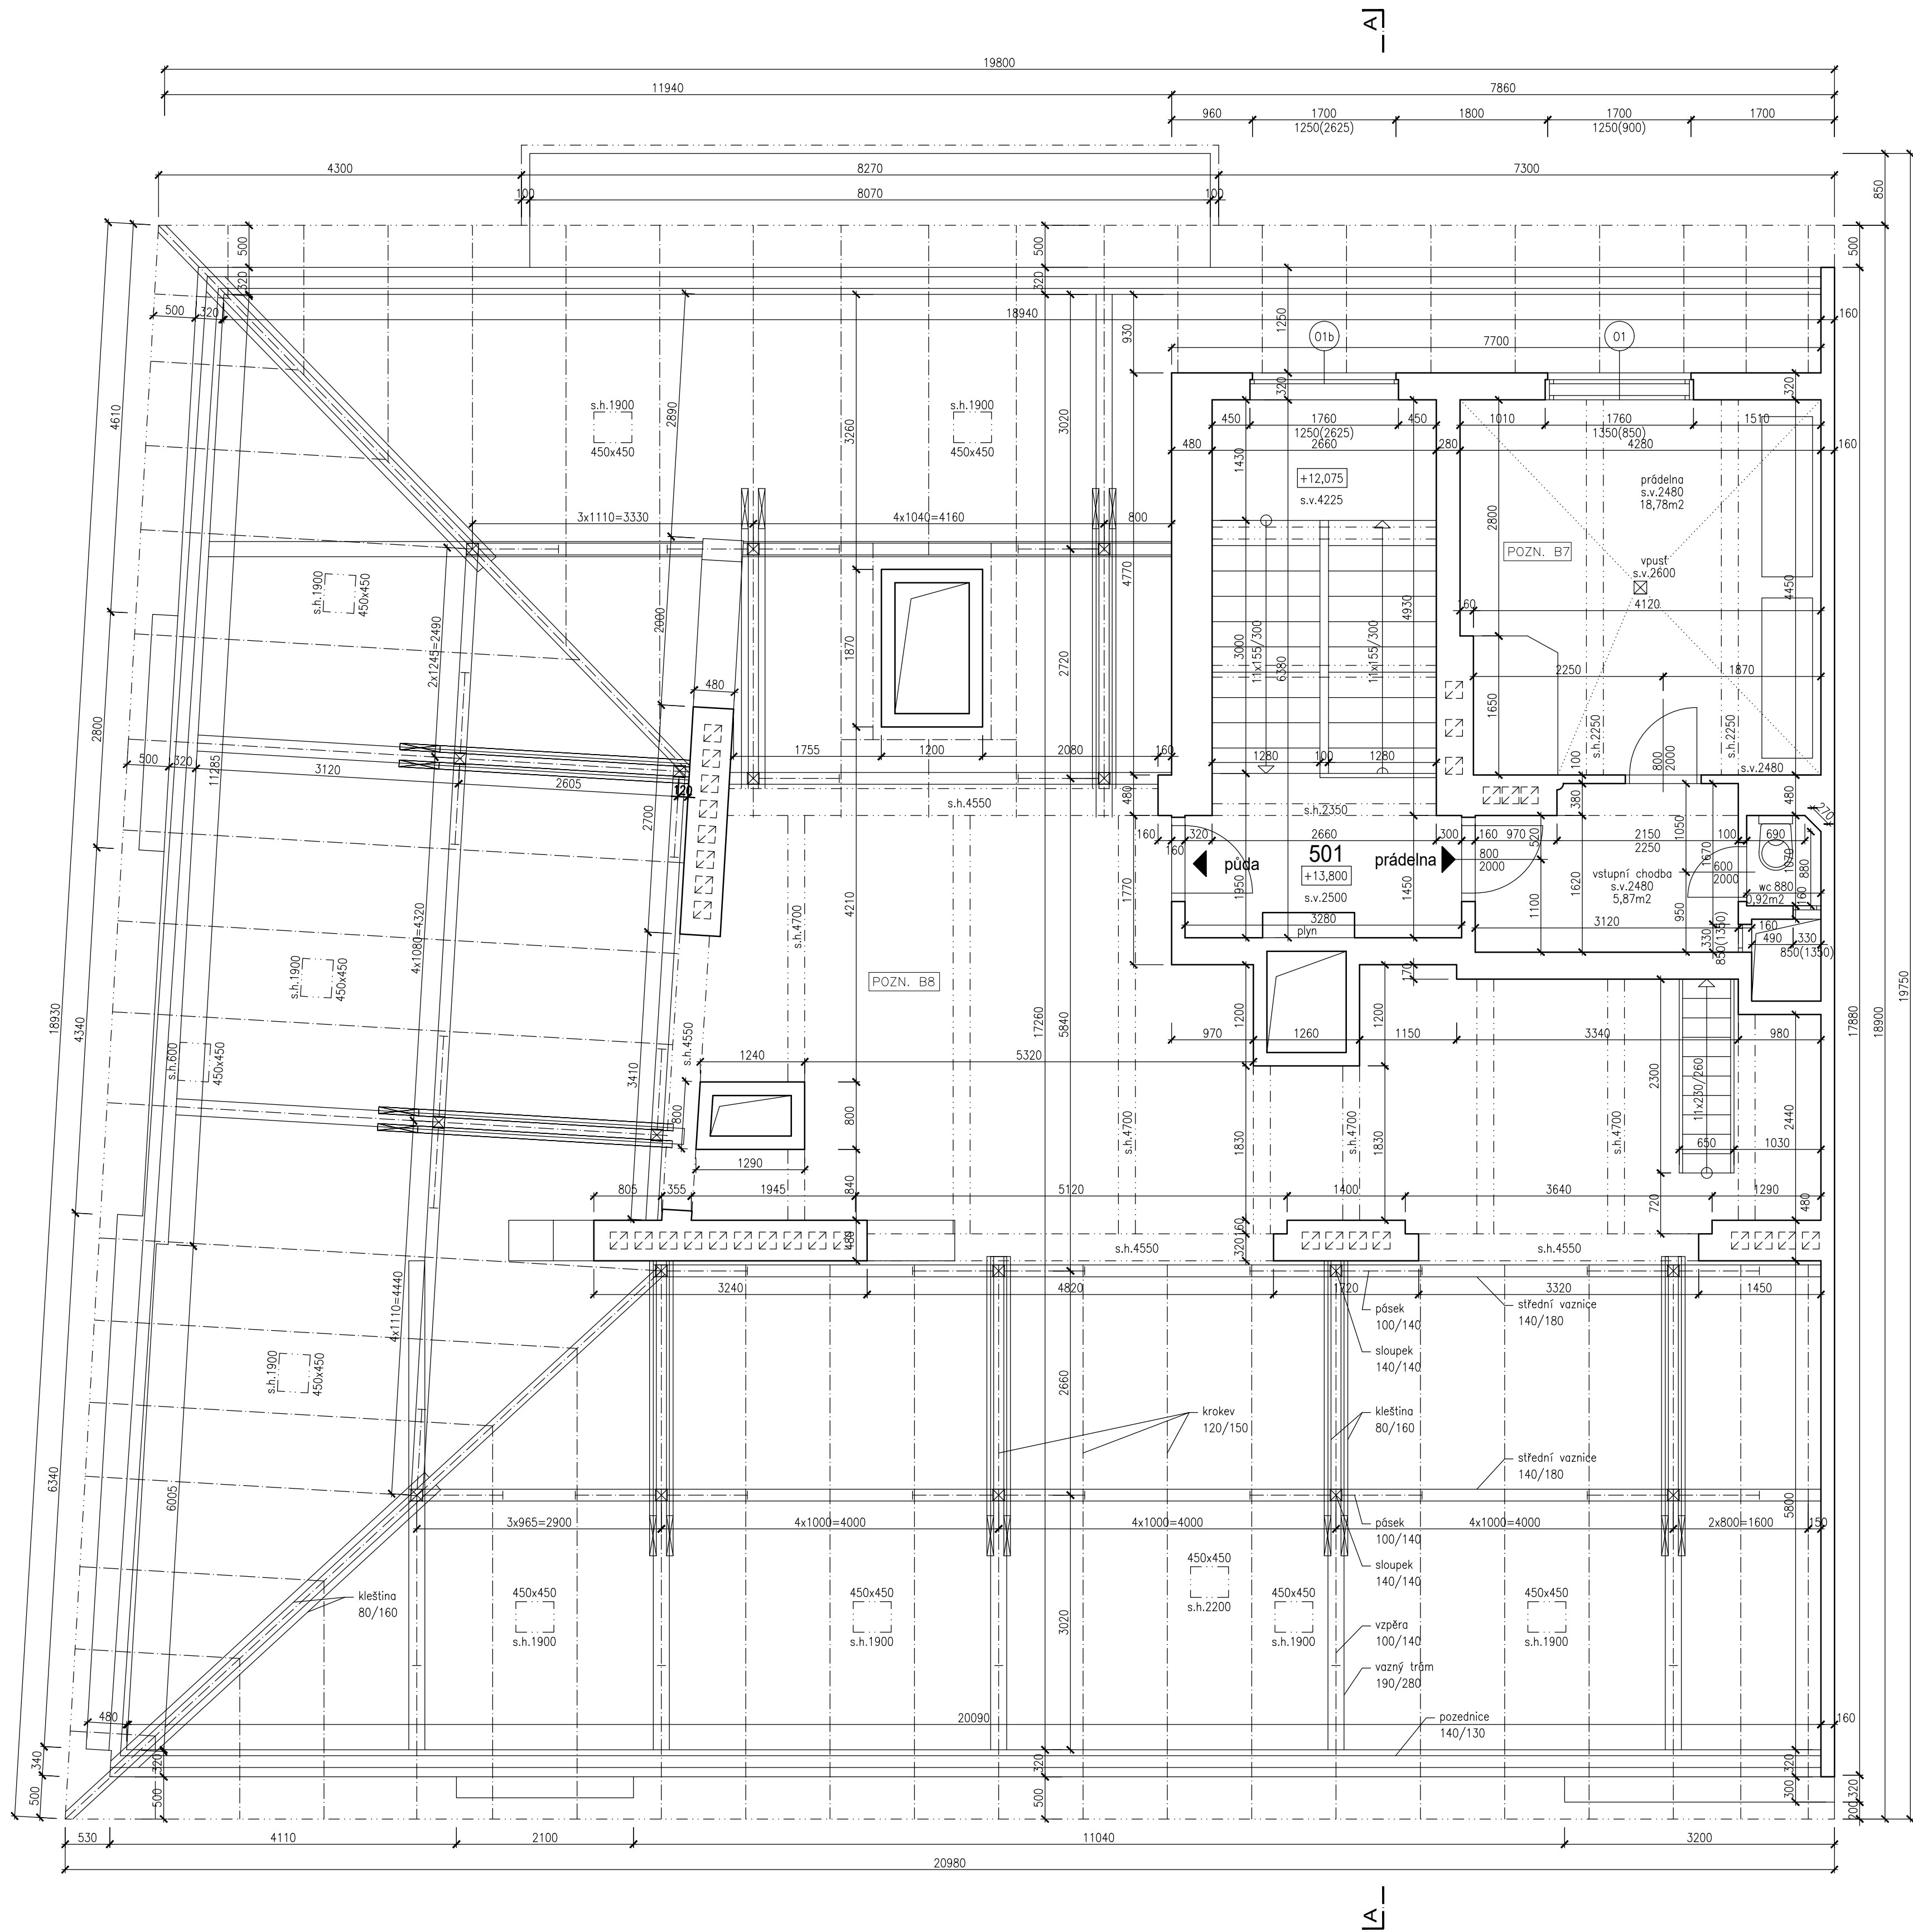 A
19800
11940
7860
960
1700
1250(2625)
1800
1700
1250(900)
1700
4300
8270
7300
100
8070
100
850
500
320
500
320
500
500
320
18940
160
930
1250
01b
01
7700
320
320
4610
2890
3260
3020
s.h.1900
450x450
s.h.1900
450x450
450
1760
450
1250(2625)
2660
1010
1760
1510
1350(850)
4280
480
280
160
1430
+12,075
s.v.4225
prádelna
s.v.2480
18,78m2
3x1110=3330
4x1040=4160
800
2800
POZN. B7
vpusť
s.v.2600
4120
160
4450
4770
4930
s.h.1900
450x450
2x1245=2490
2000
1870
2720
3000
11x155/300
6380
11x155/300
480
2250
1870
1650
s.h.2250
s.h.2250
2800
500
320
11285
3120
2605
120
1755
1200
2080
160
1280
100
1280
100
800
2000
s.v.2480
s.h.4550
s.h.2350
480
380
480
270
2700
160
160
320
2660
300
160
970
520
2150
2250
1050
100
690
1670
1070
880
půda
501
+13,800
s.v.2500
prádelna
800
2000
vstupní chodba
s.v.2480
5,87m2
600
2000
wc
880
0,92m2
160
1770
1950
1450
1100
1620
950
4210
3280
plyn
3120
160
330
850(1350)
490
330
850(1350)
s.h.4700
4x1080=4320
s.h.1900
450x450
POZN. B8
170
18930
4340
17260
5840
1200
1200
970
1260
1150
3340
980
17880
18900
19750
s.h.600
450x450
s.h.4550
1240
5320
3410
800
800
2300
11x230/260
2440
s.h.4700
s.h.4700
s.h.4700
1830
1830
650
1030
1290
840
805
355
1945
5120
1400
3640
1290
720
480
480
160
320
s.h.4550
s.h.4550
3240
4820
1720
3320
1450
4x1110=4440
pásek
100/140
střední vaznice
140/180
sloupek
140/140
s.h.1900
450x450
2660
krokev
120/150
kleština
80/160
střední vaznice
140/180
6340
6005
5800
3x965=2900
4x1000=4000
4x1000=4000
4x1000=4000
2x800=1600
150
pásek
100/140
sloupek
140/140
450x450
s.h.2200
kleština
80/160
450x450
s.h.1900
450x450
s.h.1900
450x450
s.h.1900
450x450
s.h.1900
3020
vzpěra
100/140
vazný trám
190/280
pozednice
140/130
480
20090
160
340
320
320
320
500
500
500
300
320
200
530
4110
2100
11040
3200
20980
A